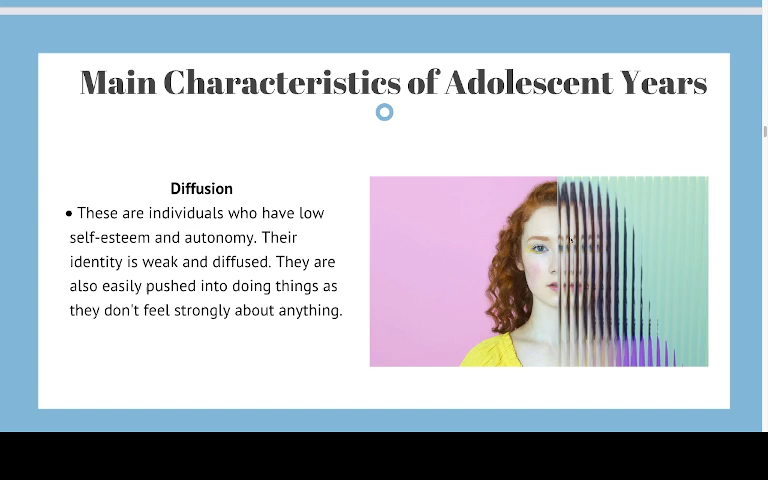 Main Characteristics of Adolescent Years
Diffusion
• These are individuals who have low
self-esteem and autonomy. Their
identity is weak and diffused. They are
also easily pushed into doing things as
they don't feel strongly about anything.